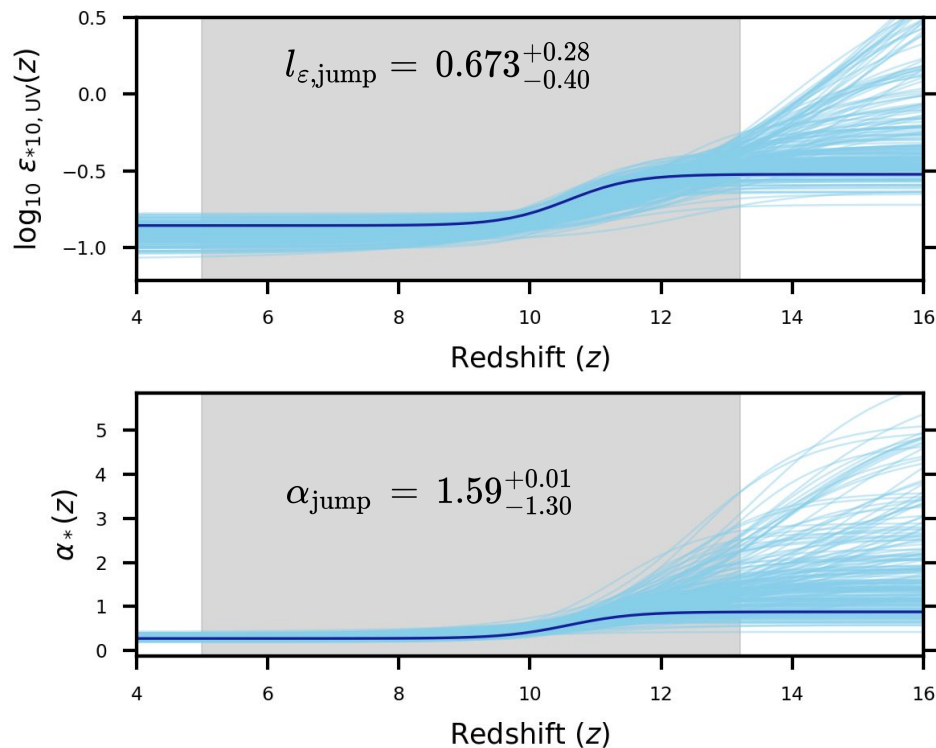 0.5
0.0
−0.5
−1.0
log₁₀ ε*10, UV(z)
l_ε,jump = 0.673 +0.28 −0.40
4 6 8 10 12 14 16
Redshift (z)
5
4
3
2
1
0
α*(z)
α_jump = 1.59 +0.01 −1.30
4 6 8 10 12 14 16
Redshift (z)